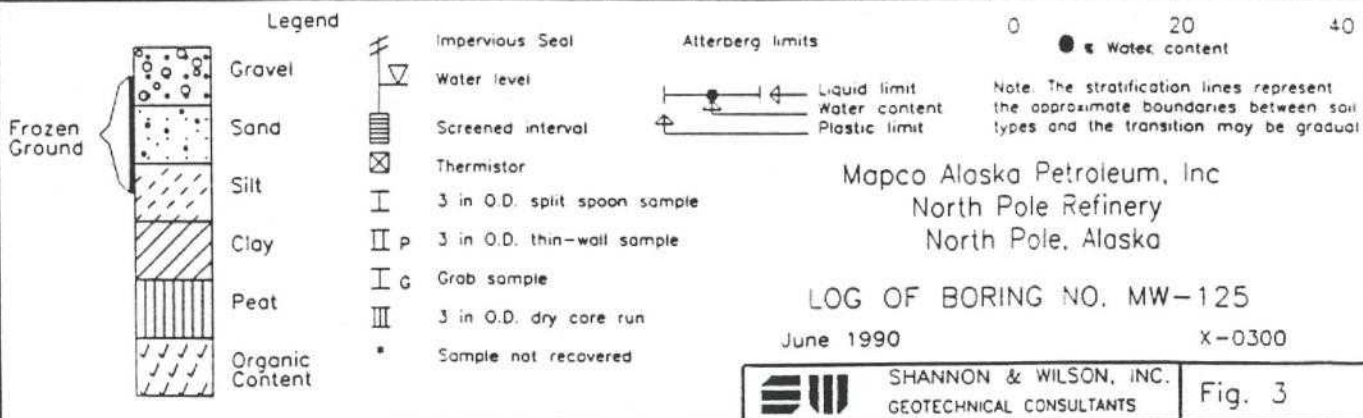 Legend
Gravel
Sand
Silt
Clay
Peat
Organic
Content
Frozen
Ground
Impervious Seal
Water level
Screened interval
Thermistor
3 in O.D. split spoon sample
P 3 in O.D. thin-wall sample
G Grab sample
3 in O.D. dry core run
* Sample not recovered
Atterberg limits
Liquid limit
Water content
Plastic limit
0 20 40
% Water content
Note. The stratification lines represent
the approximate boundaries between soil
types and the transition may be gradual
Mapco Alaska Petroleum, Inc
North Pole Refinery
North Pole, Alaska
LOG OF BORING NO. MW-125
June 1990 X-0300
SHANNON & WILSON, INC.
GEOTECHNICAL CONSULTANTS
Fig. 3